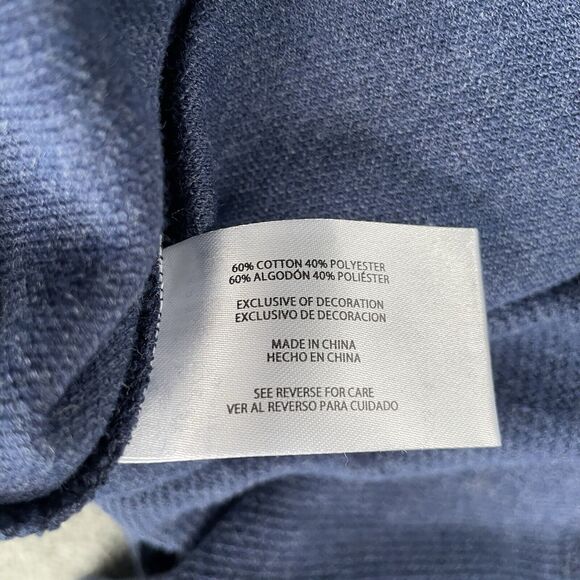 60% COTTON 40% POLYESTER
60% ALGODÓN 40% POLIÉSTER
EXCLUSIVE OF DECORATION
EXCLUSIVO DE DECORACION
MADE IN CHINA
HECHO EN CHINA
SEE REVERSE FOR CARE
VER AL REVERSO PARA CUIDADO